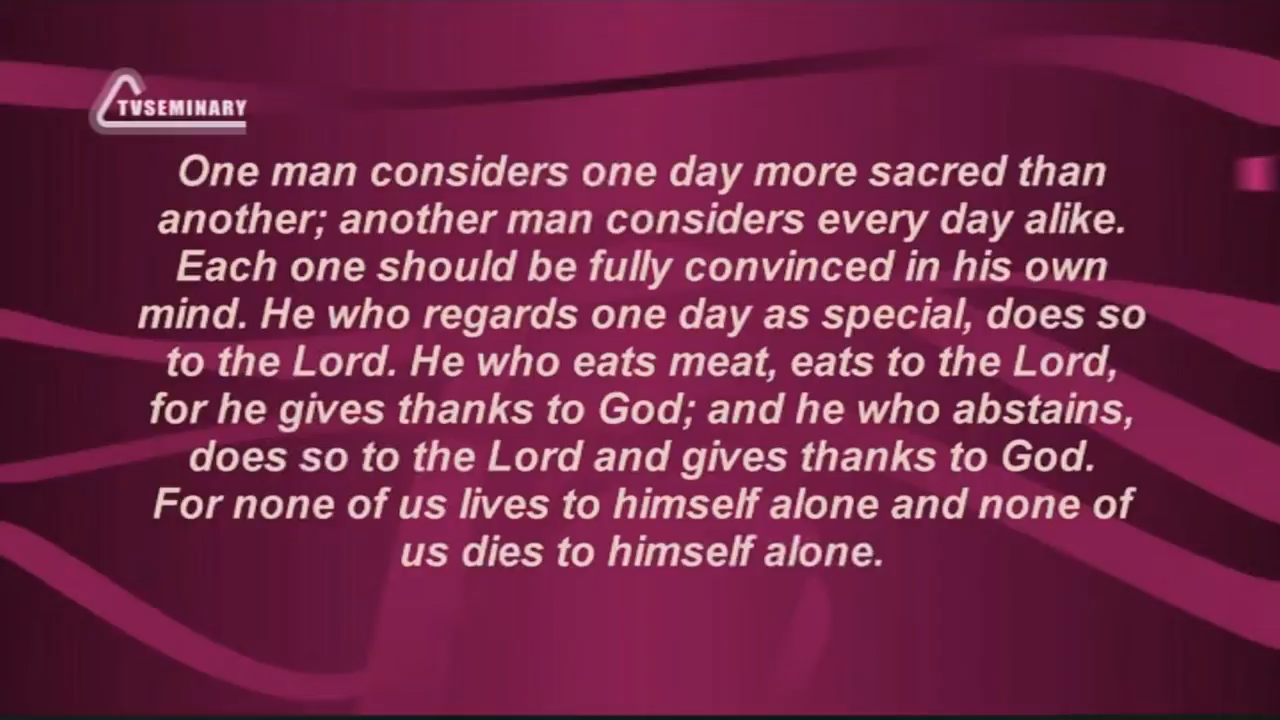 TVSEMINARY
One man considers one day more sacred than
another; another man considers every day alike.
Each one should be fully convinced in his own
mind. He who regards one day as special, does so
to the Lord. He who eats meat, eats to the Lord,
for he gives thanks to God; and he who abstains,
does so to the Lord and gives thanks to God.
For none of us lives to himself alone and none of
us dies to himself alone.